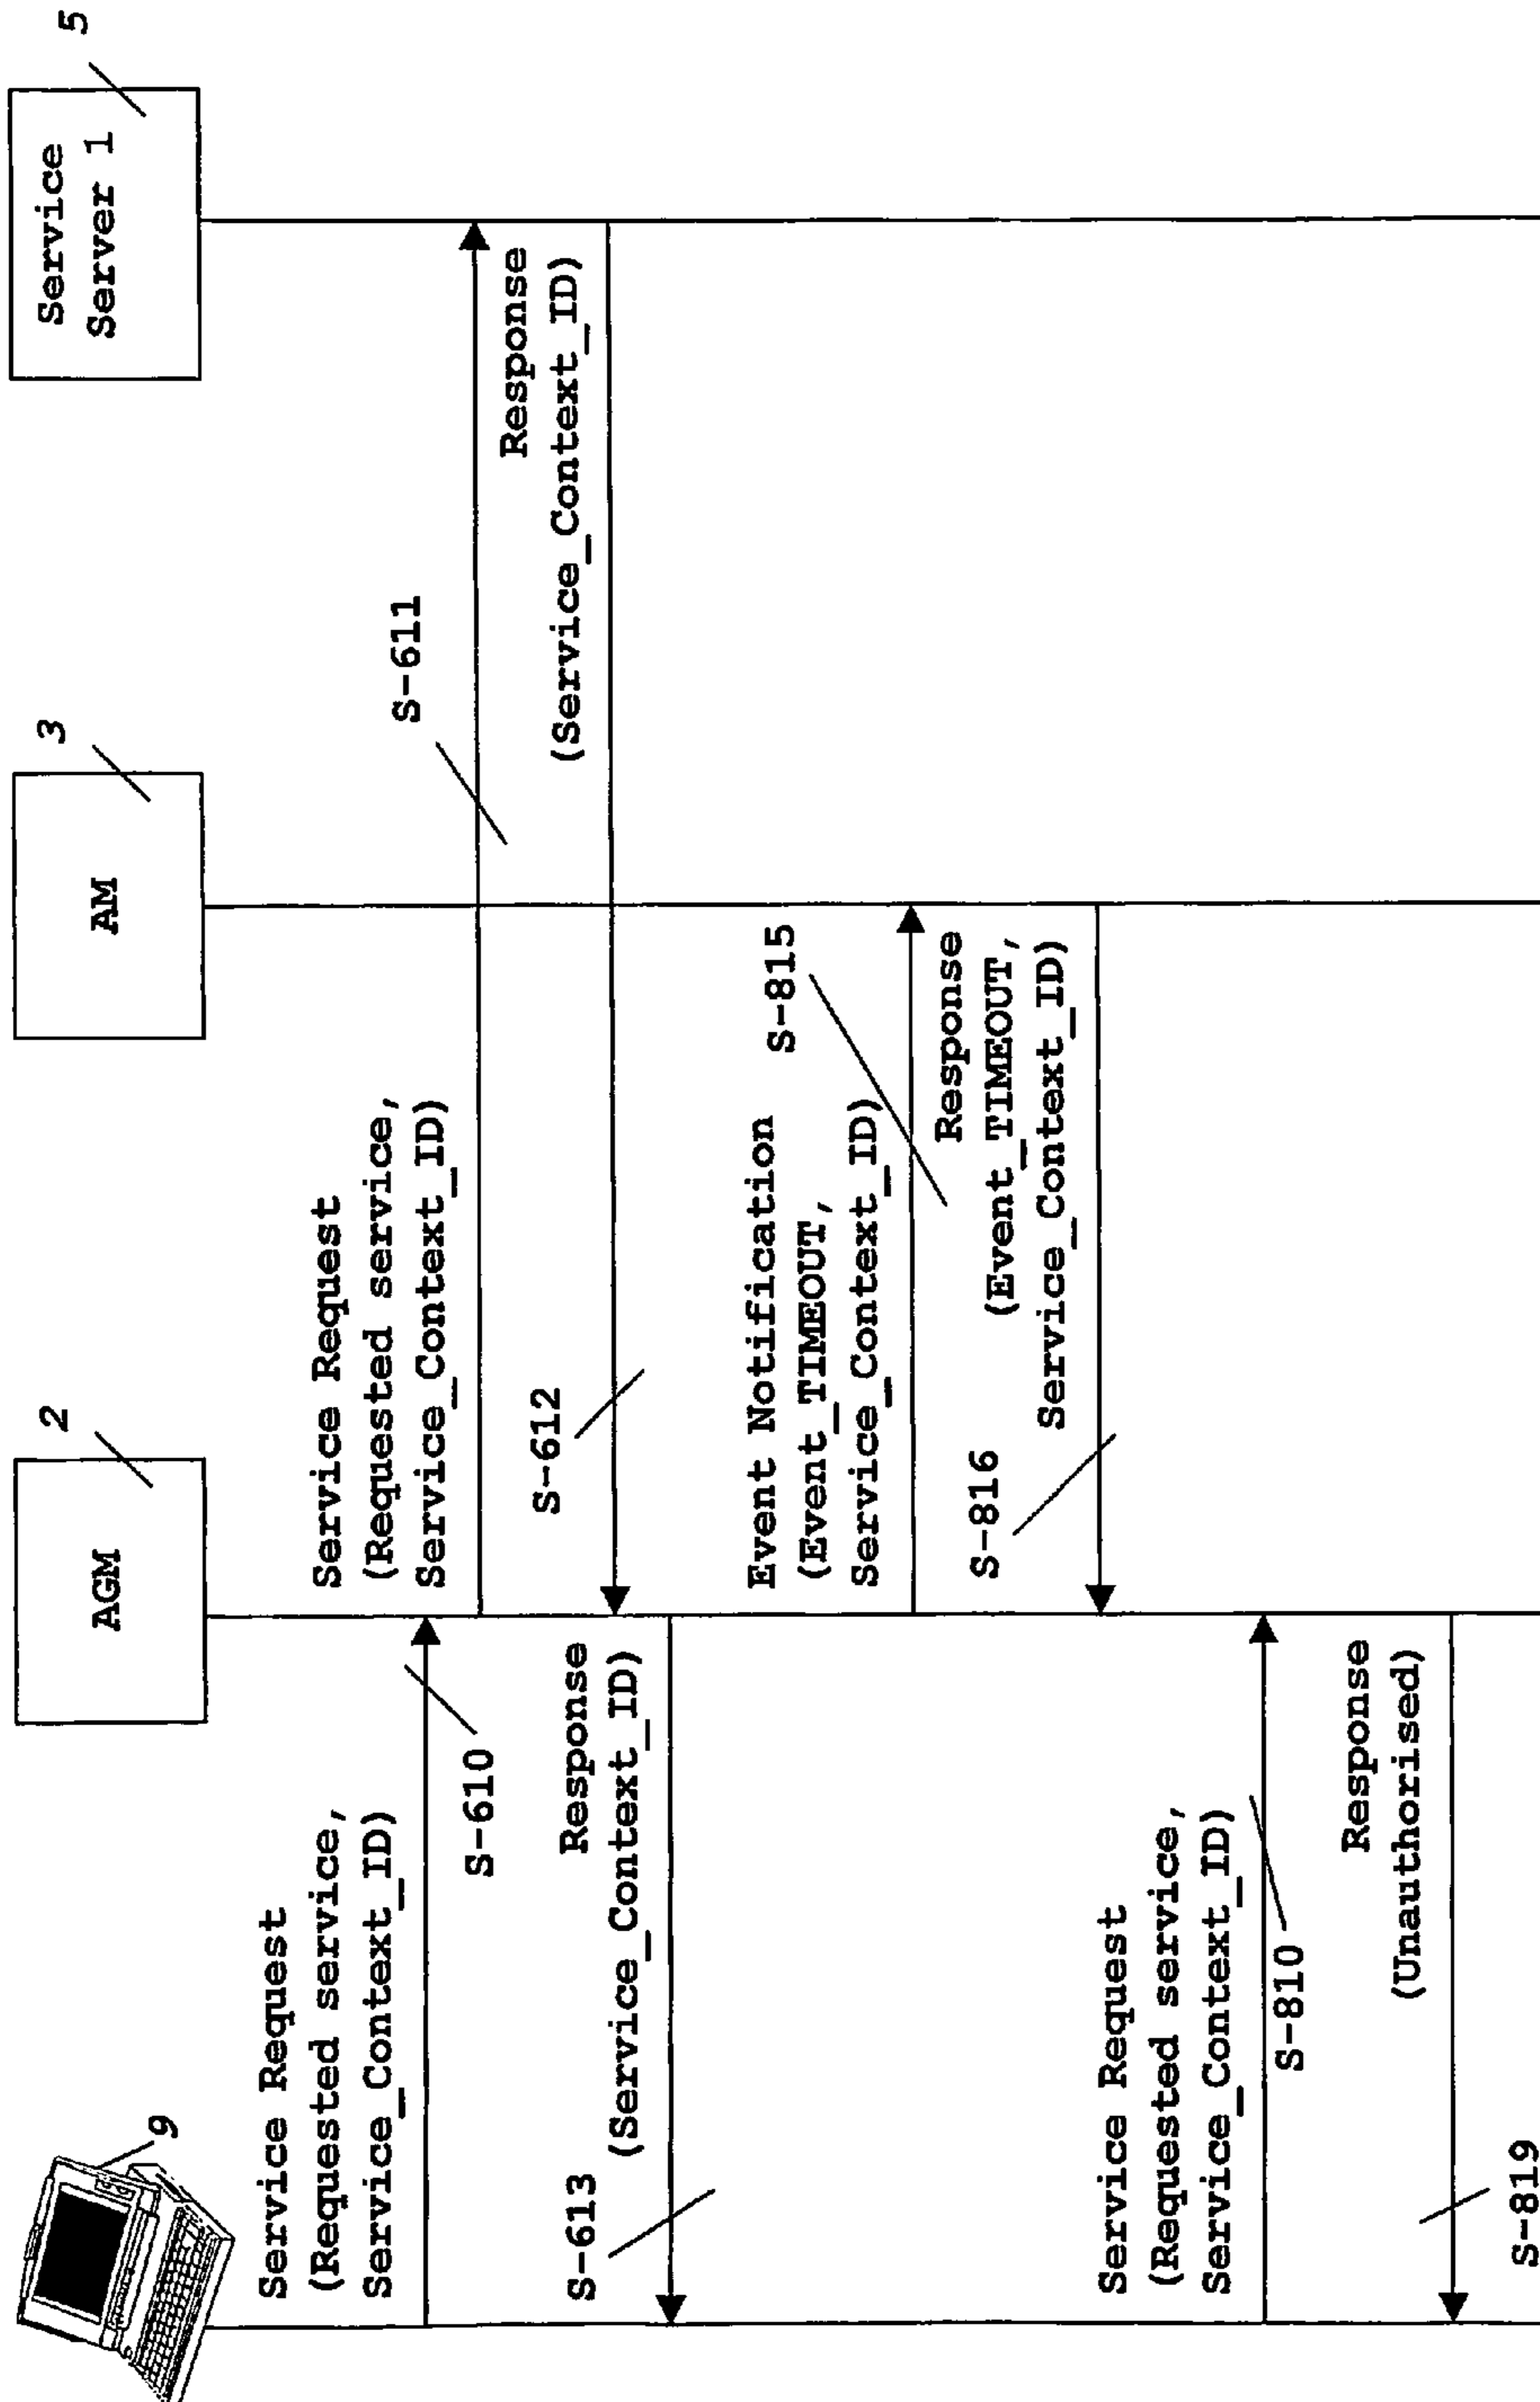 9
AGM
2
AM
3
Service
Server 1
5
Service Request
(Requested service,
Service_Context_ID)
S-610
Service Request
(Requested service,
Service_Context_ID)
S-611
Response
(Service_Context_ID)
S-612
Response
(Service_Context_ID)
S-613
Event Notification
(Event_TIMEOUT,
Service_Context_ID)
S-815
Response
(Event_TIMEOUT,
Service_Context_ID)
S-816
Service Request
(Requested service,
Service_Context_ID)
S-810
Response
(Unauthorised)
S-819